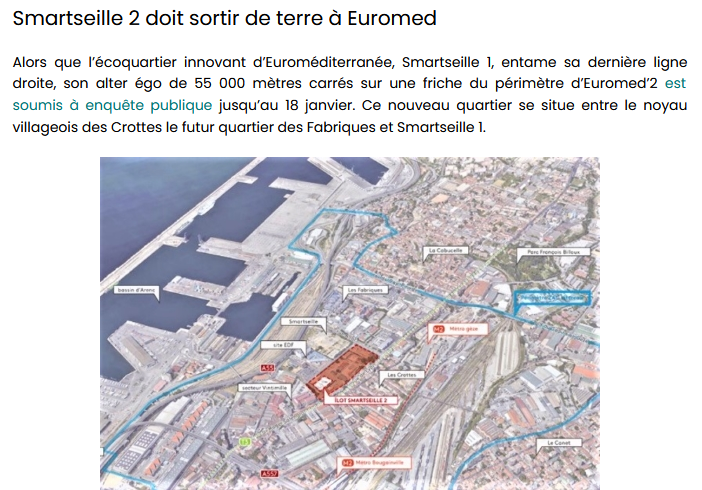 Smartseille 2 doit sortir de terre à Euromed
Alors que l’écoquartier innovant d’Euroméditerranée, Smartseille 1, entame sa dernière ligne
droite, son alter égo de 55 000 mètres carrés sur une friche du périmètre d’Euromed’2 est
soumis à enquête publique jusqu’au 18 janvier. Ce nouveau quartier se situe entre le noyau
villageois des Crottes le futur quartier des Fabriques et Smartseille 1.
La Cabucelle
Parc François Billoux
bassin d'Arenc
Les Fabriques
Smartseille
M2 Métro gèze
site EDF
A55
Les Crottes
secteur Vintimille
ÎLOT SMARTSEILLE 2
Le Canet
M2 Métro Bougainville
A557